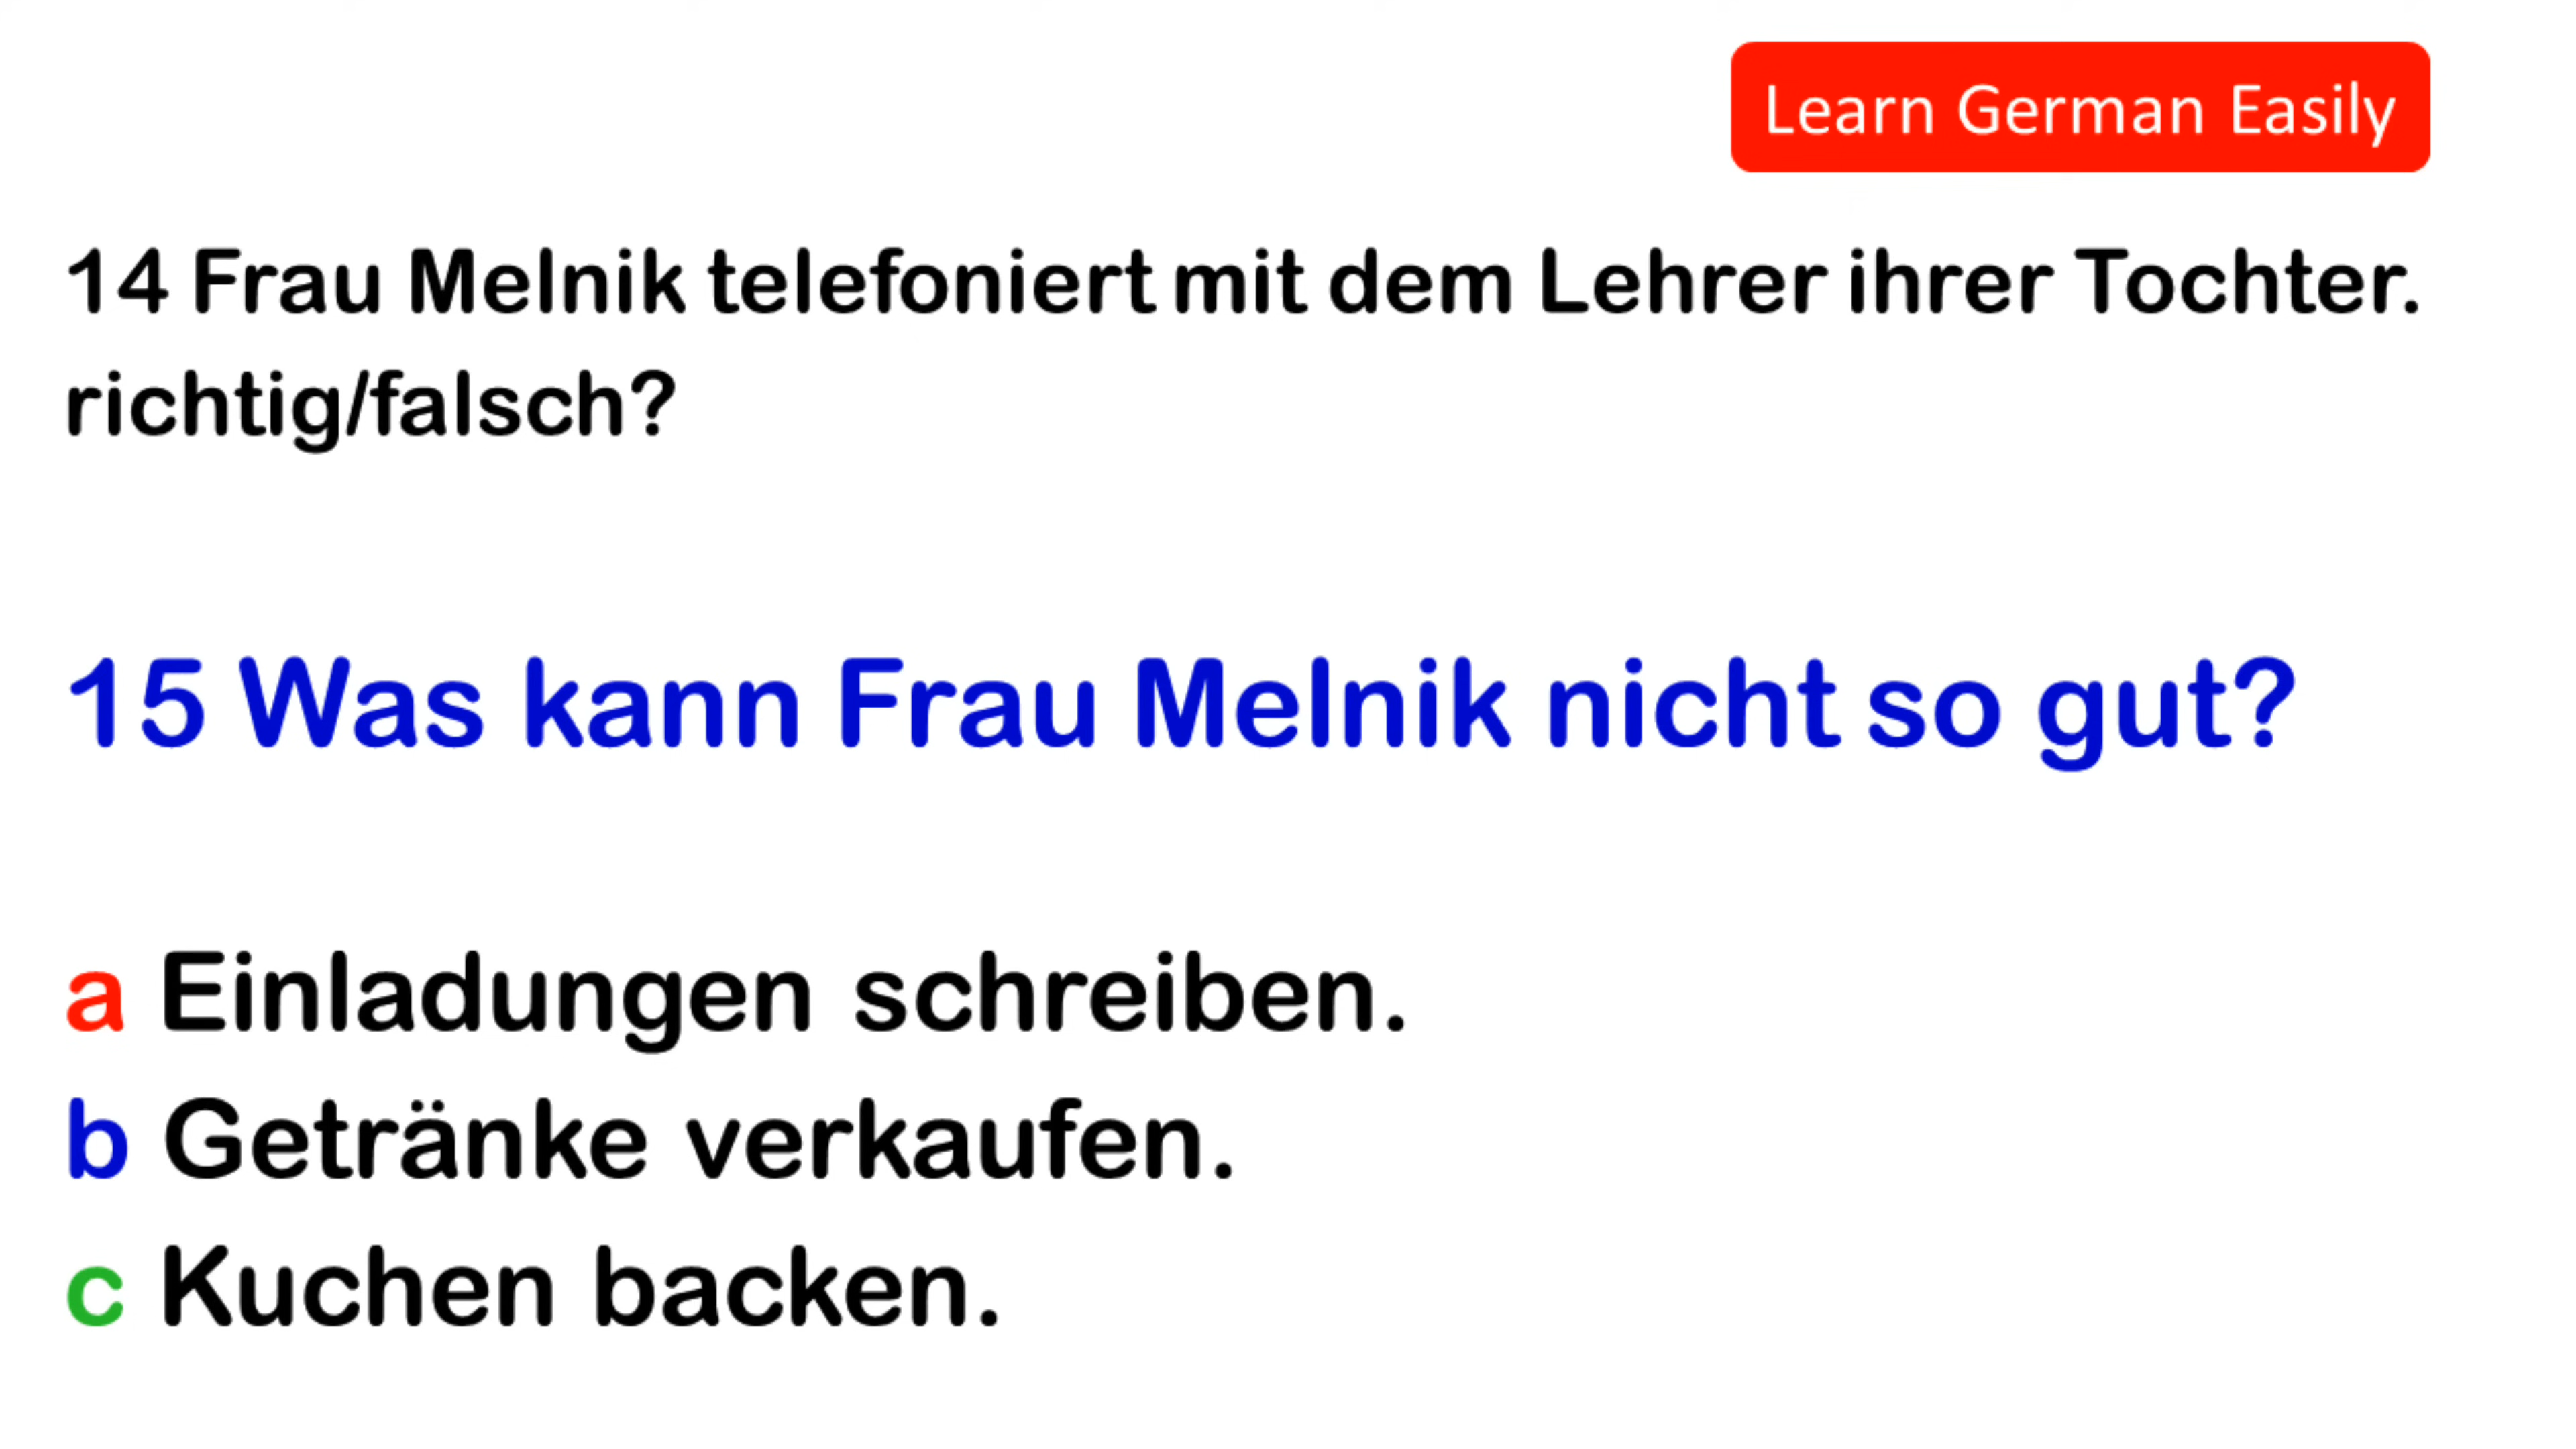 Learn German Easily
14 Frau Melnik telefoniert mit dem Lehrer ihrer Tochter.
richtig/falsch?
15 Was kann Frau Melnik nicht so gut?
a Einladungen schreiben.
b Getränke verkaufen.
c Kuchen backen.